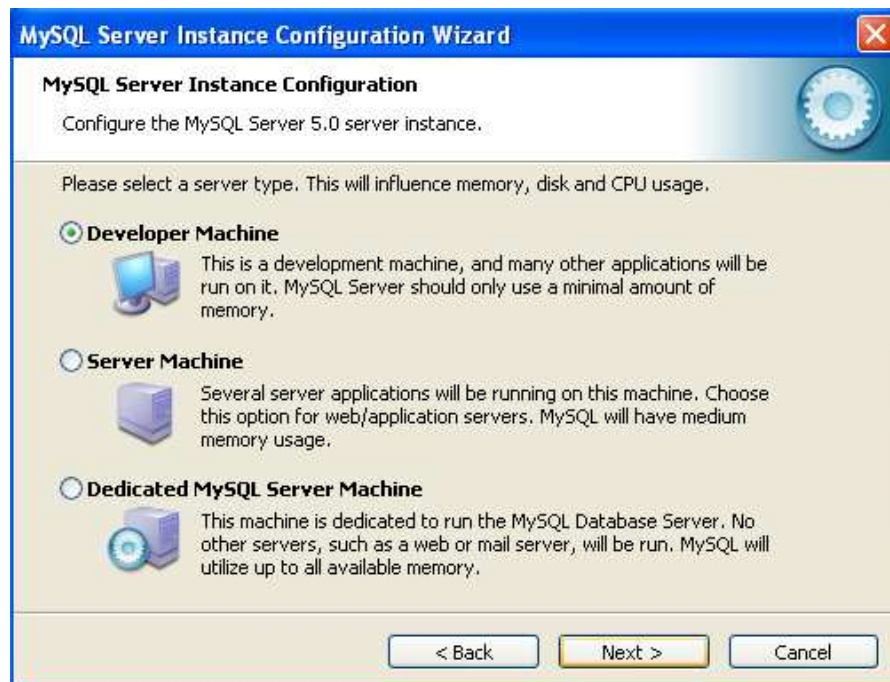 MySQL Server Instance Configuration Wizard
MySQL Server Instance Configuration
Configure the MySQL Server 5.0 server instance.
Please select a server type. This will influence memory, disk and CPU usage.
Developer Machine
This is a development machine, and many other applications will be
run on it. MySQL Server should only use a minimal amount of
memory.
Server Machine
Several server applications will be running on this machine. Choose
this option for web/application servers. MySQL will have medium
memory usage.
Dedicated MySQL Server Machine
This machine is dedicated to run the MySQL Database Server. No
other servers, such as a web or mail server, will be run. MySQL will
utilize up to all available memory.
< Back Next > Cancel